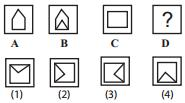 ?
A B C D
(1) (2) (3) (4)